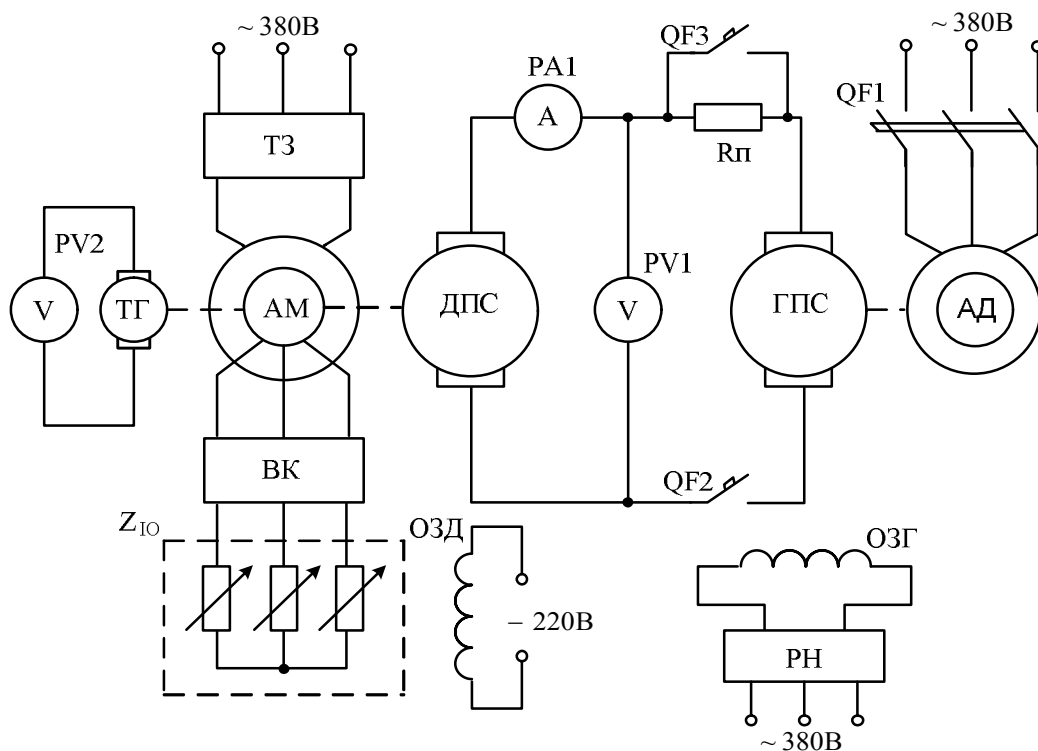 ~ 380В
QF3
~ 380В
PA1
A
QF1
ТЗ
Rп
PV2
PV1
V
ТГ
АМ
ДПС
V
ГПС
АД
ВК
QF2
Z IO
ОЗД
ОЗГ
– 220В
РН
~ 380В